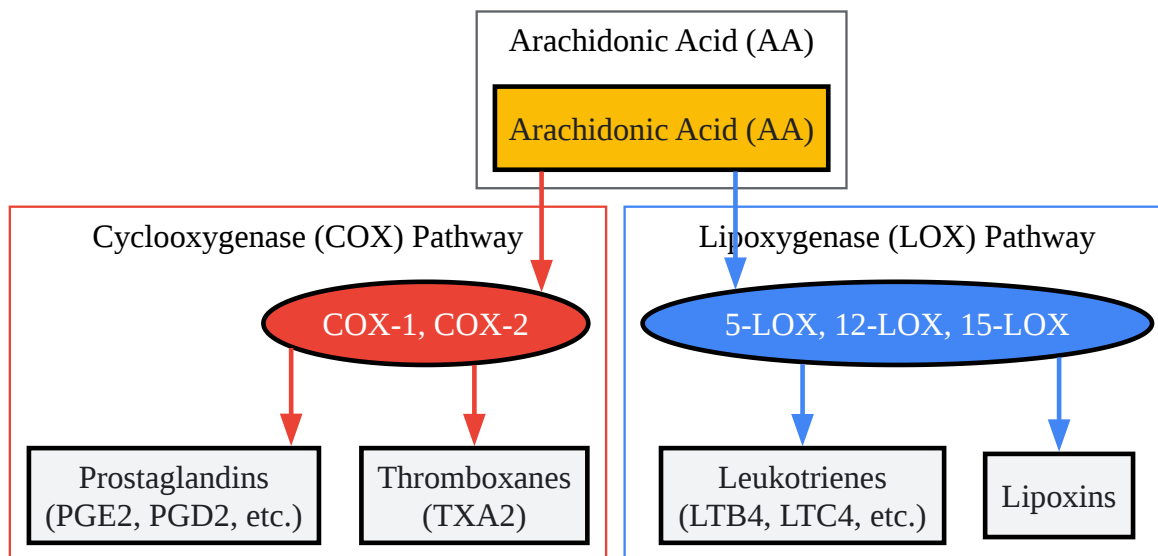 Arachidonic Acid (AA)
Arachidonic Acid (AA)
Cyclooxygenase (COX) Pathway
Lipoxygenase (LOX) Pathway
COX-1, COX-2
5-LOX, 12-LOX, 15-LOX
Prostaglandins
(PGE2, PGD2, etc.)
Thromboxanes
(TXA2)
Leukotrienes
(LTB4, LTC4, etc.)
Lipoxins